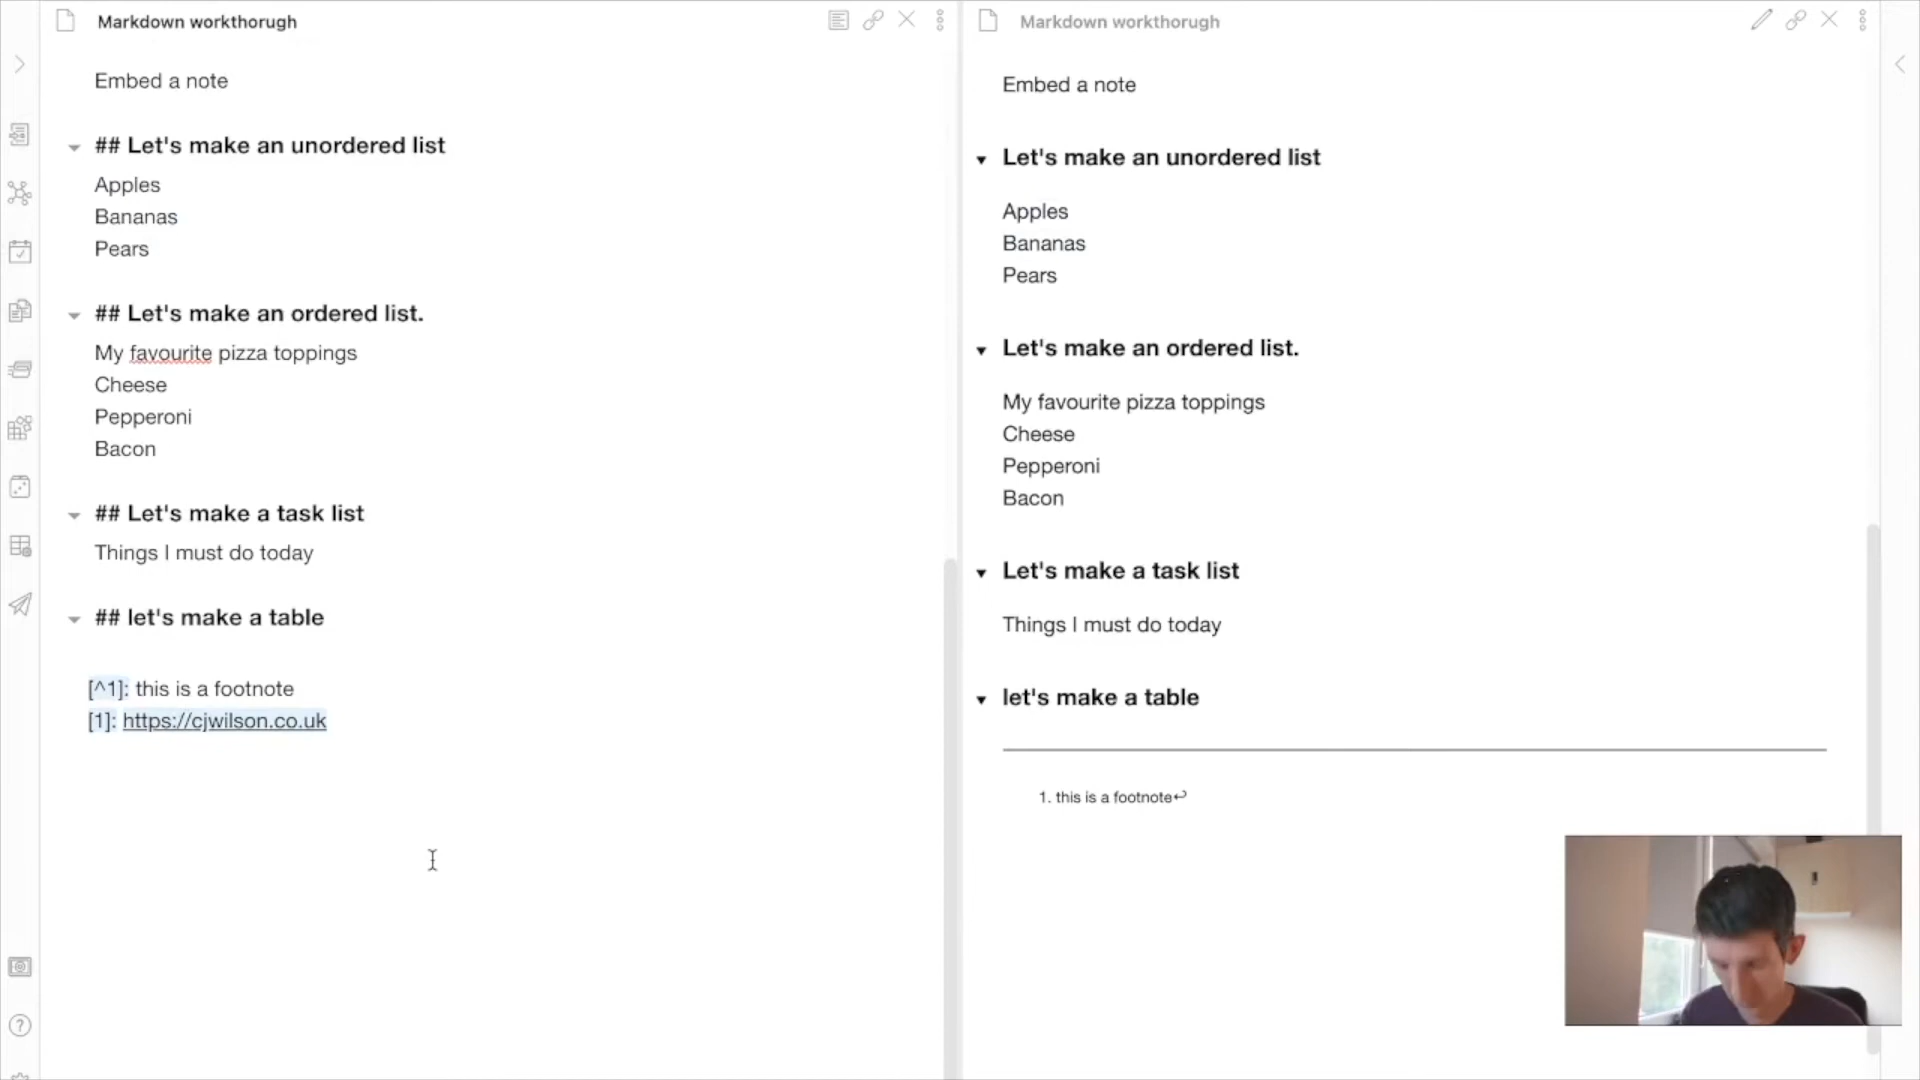 Markdown workthorugh
Embed a note
## Let's make an unordered list
Apples
Bananas
Pears
## Let's make an ordered list.
My favourite pizza toppings
Cheese
Pepperoni
Bacon
## Let's make a task list
Things I must do today
## let's make a table
[^1]: this is a footnote
[1]: https://cjwilson.co.uk
Markdown workthorugh
Embed a note
Let's make an unordered list
Apples
Bananas
Pears
Let's make an ordered list.
My favourite pizza toppings
Cheese
Pepperoni
Bacon
Let's make a task list
Things I must do today
let's make a table
1. this is a footnote↩